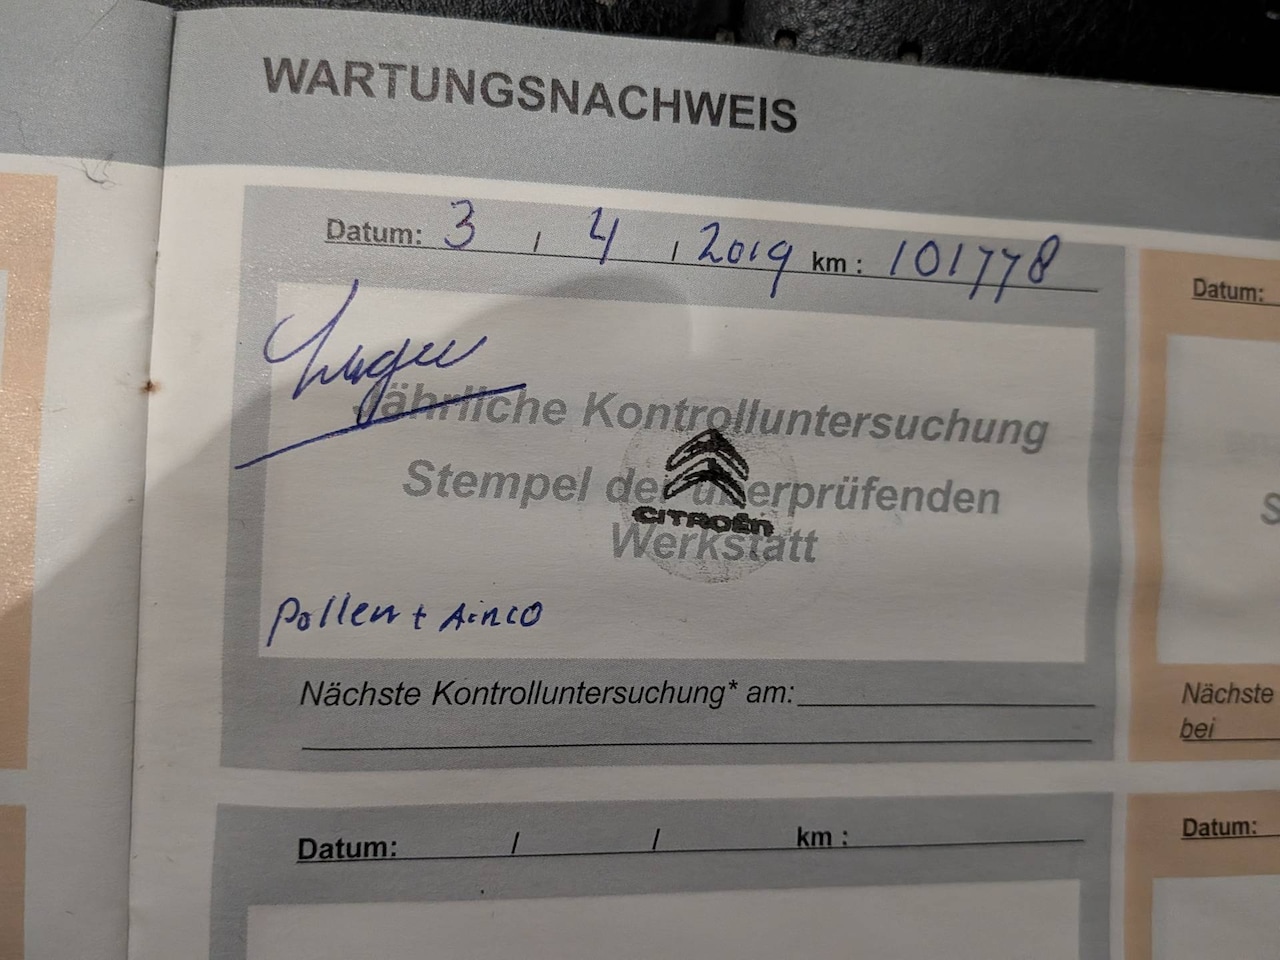 WARTUNGSNACHWEIS
Datum: 3 / 4 / 2019 km : 101778
Jährliche Kontrolluntersuchung
Stempel der überprüfenden
CITROËN
Werkstatt
Pollen +
Nächste Kontrolluntersuchung* am:
Datum: / / km :
Datum:
S
Nächste
bei
Datum: